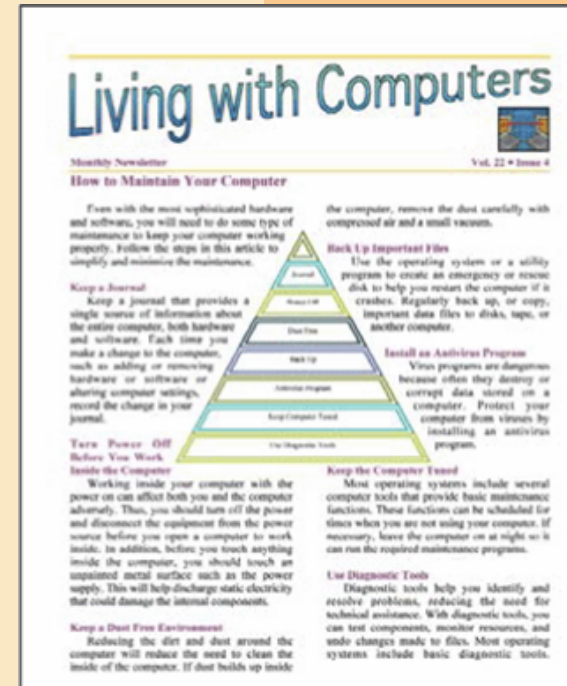 Living with Computers
Monthly Newsletter
Vol. 22 • Issue 4
How to Maintain Your Computer
Even with the most sophisticated hardware
and software, you will need to do some type of
maintenance to keep your computer working
properly. Follow the steps in this article to
simplify and minimize the maintenance.
Keep a Journal
Keep a journal that provides a
single source of information about
the entire computer, both hardware
and software. Each time you
make a change to the computer,
such as adding or removing
hardware or software or
altering computer settings,
record the change in your
journal.
Turn Power Off
Before You Work
Inside the Computer
Working inside your computer with the
power on can affect both you and the computer
adversely. Thus, you should turn off the power
and disconnect the equipment from the power
source before you open a computer to work
inside. In addition, before you touch anything
inside the computer, you should touch an
unpainted metal surface such as the power
supply. This will help discharge static electricity
that could damage the internal components.
Keep a Dust Free Environment
Reducing the dirt and dust around the
computer will reduce the need to clean the
inside of the computer. If dust builds up inside
the computer, remove the dust carefully with
compressed air and a small vacuum.
Back Up Important Files
Use the operating system or a utility
program to create an emergency or rescue
disk to help you restart the computer if it
crashes. Regularly back up, or copy,
important data files to disks, tape, or
another computer.
Install an Antivirus Program
Virus programs are dangerous
because often they destroy or
corrupt data stored on a
computer. Protect your
computer from viruses by
installing an antivirus
program.
Keep the Computer Tuned
Most operating systems include several
computer tools that provide basic maintenance
functions. These functions can be scheduled for
times when you are not using your computer. If
necessary, leave the computer on at night so it
can run the required maintenance programs.
Use Diagnostic Tools
Diagnostic tools help you identify and
resolve problems, reducing the need for
technical assistance. With diagnostic tools, you
can test components, monitor resources, and
undo changes made to files. Most operating
systems include basic diagnostic tools.
Journal
Power Off
Dust Free
Back Up
Antivirus Program
Keep Computer Tuned
Use Diagnostic Tools